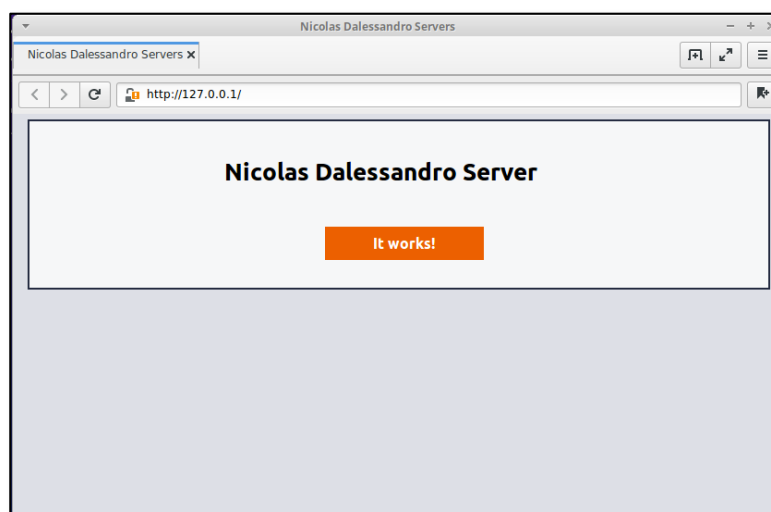 Nicolas Dalessandro Servers
Nicolas Dalessandro Servers
http://127.0.0.1/
Nicolas Dalessandro Server
It works!